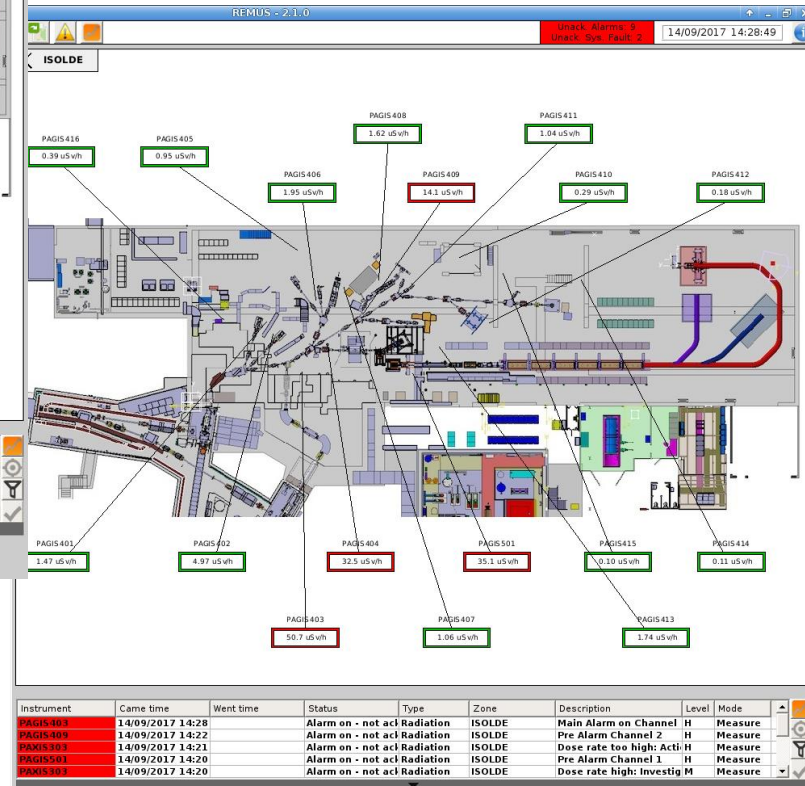 REMUS - 2.1.0
Unack. Alarms: 9
Unack. Sys. Fault: 2
14/09/2017 14:28:49
ISOLDE
PAGIS408
1.62 uSv/h
PAGIS411
1.04 uSv/h
PAGIS416
0.39 uSv/h
PAGIS405
0.95 uSv/h
PAGIS406
1.95 uSv/h
PAGIS409
14.1 uSv/h
PAGIS410
0.29 uSv/h
PAGIS412
0.18 uSv/h
PAGIS401
1.47 uSv/h
PAGIS402
4.97 uSv/h
PAGIS404
32.5 uSv/h
PAGIS501
35.1 uSv/h
PAGIS415
0.10 uSv/h
PAGIS414
0.11 uSv/h
PAGIS403
50.7 uSv/h
PAGIS407
1.06 uSv/h
PAGIS413
1.74 uSv/h
Instrument Came time Went time Status Type Zone Description Level Mode
PAGIS403 14/09/2017 14:28 Alarm on - not ack Radiation ISOLDE Main Alarm on Channel H Measure
PAGIS409 14/09/2017 14:22 Alarm on - not ack Radiation ISOLDE Pre Alarm Channel 2 H Measure
PAXIS303 14/09/2017 14:21 Alarm on - not ack Radiation ISOLDE Dose rate too high: Acti H Measure
PAGIS501 14/09/2017 14:20 Alarm on - not ack Radiation ISOLDE Pre Alarm Channel 1 H Measure
PAXIS303 14/09/2017 14:20 Alarm on - not ack Radiation ISOLDE Dose rate high: Investig M Measure